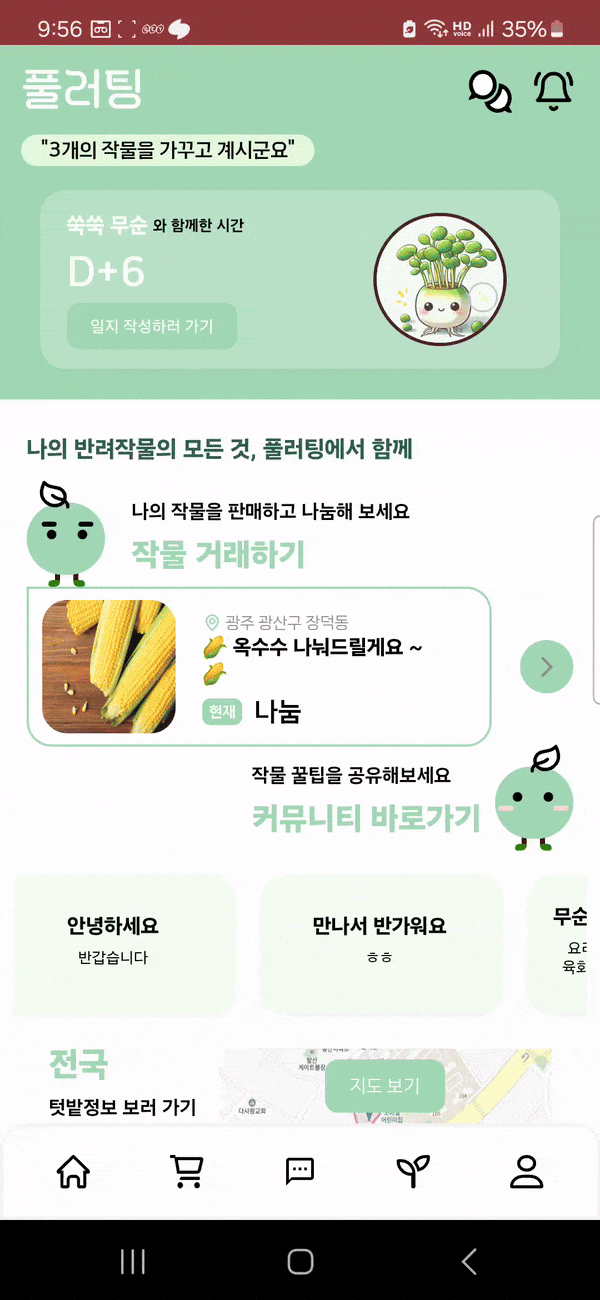 9:56
HD voice
35%
풀러팅
"3개의 작물을 가꾸고 계시군요"
쑥쑥 무순 와 함께한 시간
D+6
일지 작성하러 가기
나의 반려작물의 모든 것, 풀러팅에서 함께
나의 작물을 판매하고 나눔해 보세요
작물 거래하기
광주 광산구 장덕동
🌽 옥수수 나눠드릴게요 ~
🌽
현재 나눔
작물 꿀팁을 공유해보세요
커뮤니티 바로가기
안녕하세요
반갑습니다
만나서 반가워요
ㅎㅎ
무순
요리
육회
전국
텃밭정보 보러 가기
지도 보기
다사랑교회
어린이집
104
105